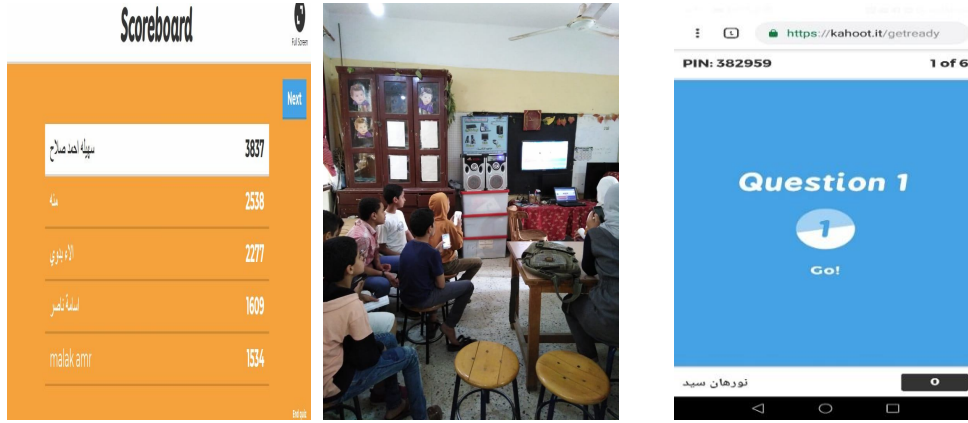 Scoreboard
Full Screen
Next
سهيله احمد صلاح 3837
منه 2538
الاء بدوي 2277
اسامة ناصر 1609
malak amr 1534
End quiz
https://kahoot.it/getready
PIN: 382959 1 of 6
Question 1
1
Go!
نورهان سيد 0